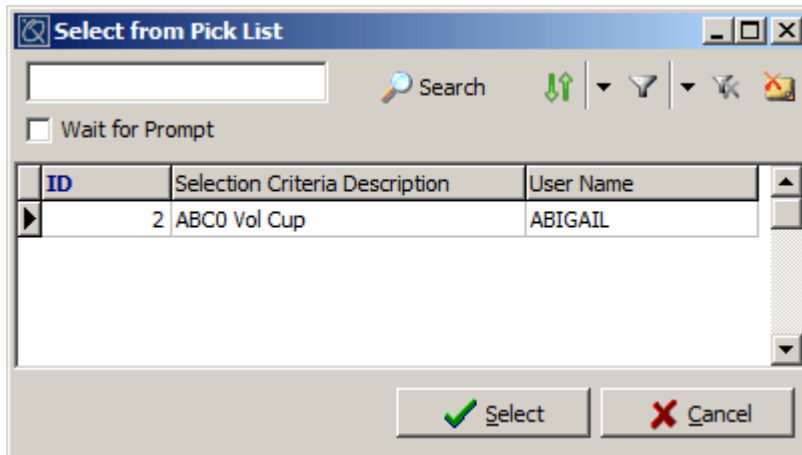 Select from Pick List
Search
Wait for Prompt
ID Selection Criteria Description User Name
2 ABC0 Vol Cup ABIGAIL
Select Cancel